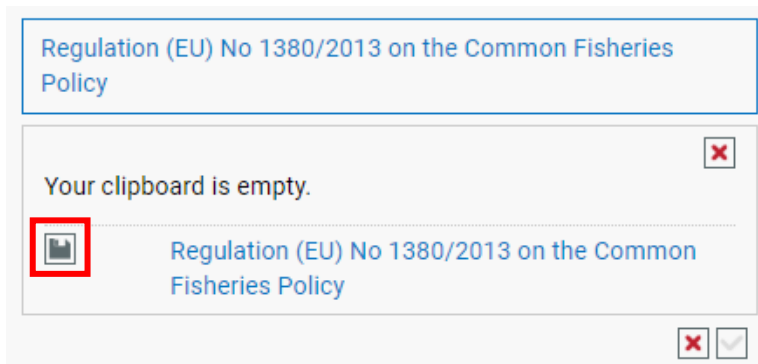 Regulation (EU) No 1380/2013 on the Common Fisheries
Policy
Your clipboard is empty.
Regulation (EU) No 1380/2013 on the Common
Fisheries Policy